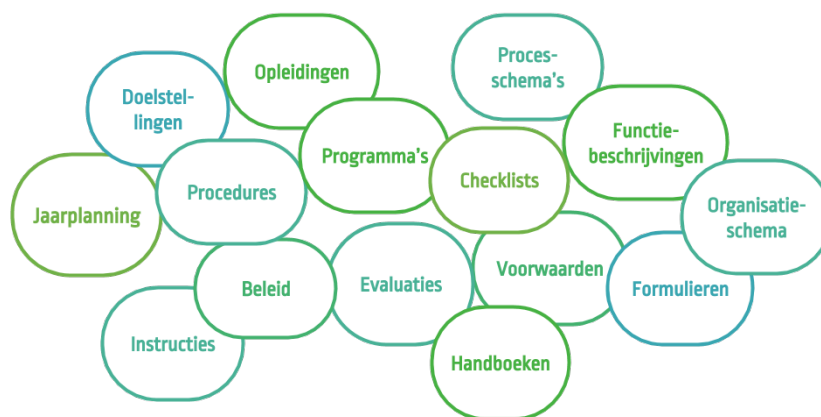 Opleidingen
Proces-
schema's
Doelstel-
lingen
Programma's
Functie-
beschrijvingen
Checklists
Procedures
Jaarplanning
Organisatie-
schema
Voorwaarden
Evaluaties
Beleid
Formulieren
Instructies
Handboeken